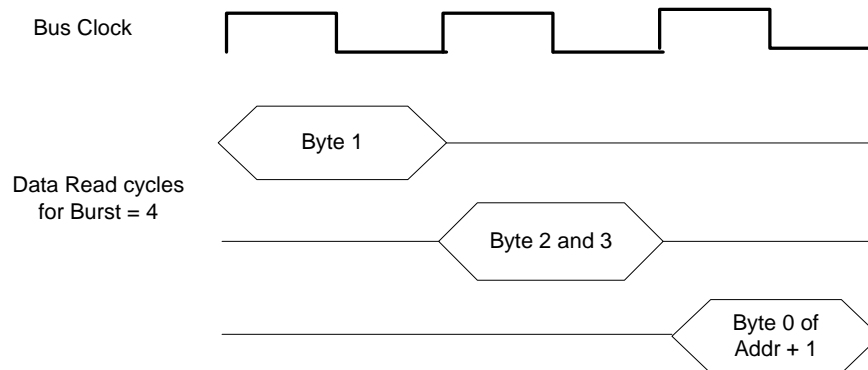 Bus Clock
Byte 1
Data Read cycles
for Burst = 4
Byte 2 and 3
Byte 0 of
Addr + 1